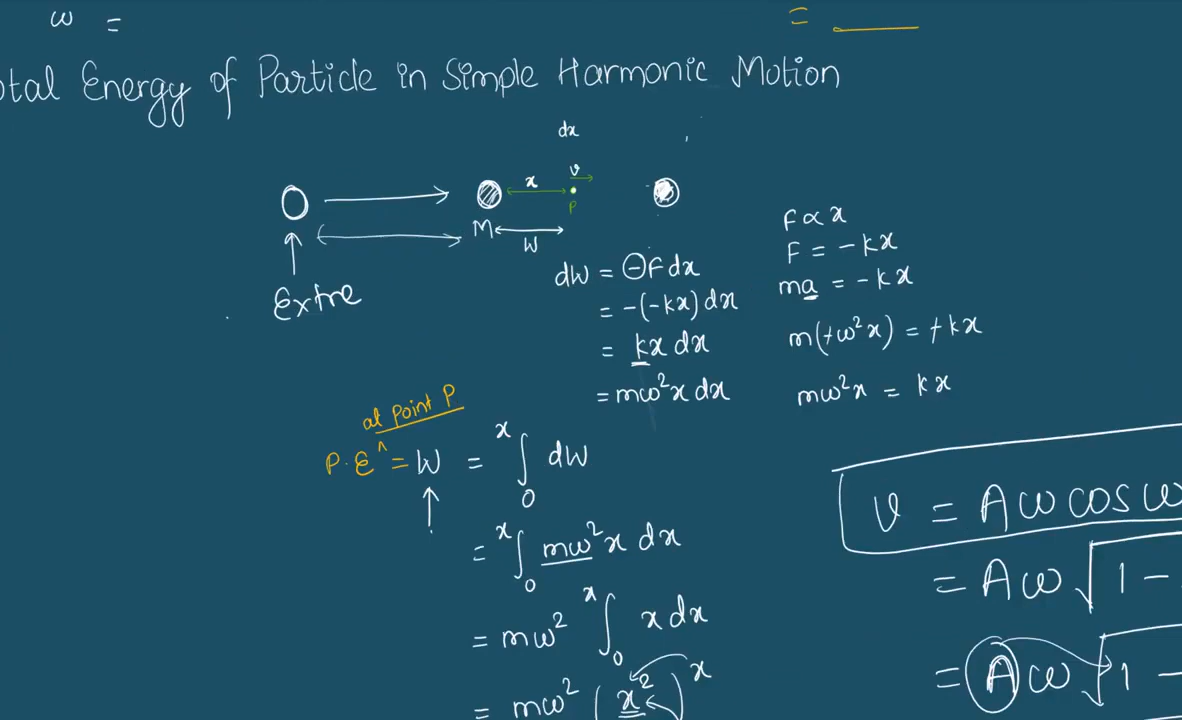 ω =
= 
otal Energy of Particle in Simple Harmonic Motion
dx
x v
P
M
W
Extre
F ∝ x
F = -kx
ma = -kx
m(+ω²x) = +kx
mω²x = kx
dW = ⊖F dx
= -(-kx) dx
= kx dx
= mω²x dx
at point P
P.E^ = W = ∫₀ˣ dW
= ∫₀ˣ mω²x dx
= mω² ∫₀ˣ x dx
= mω² (x² )ˣ
v = Aω cos ω
= Aω√1 -
= Aω√1 -